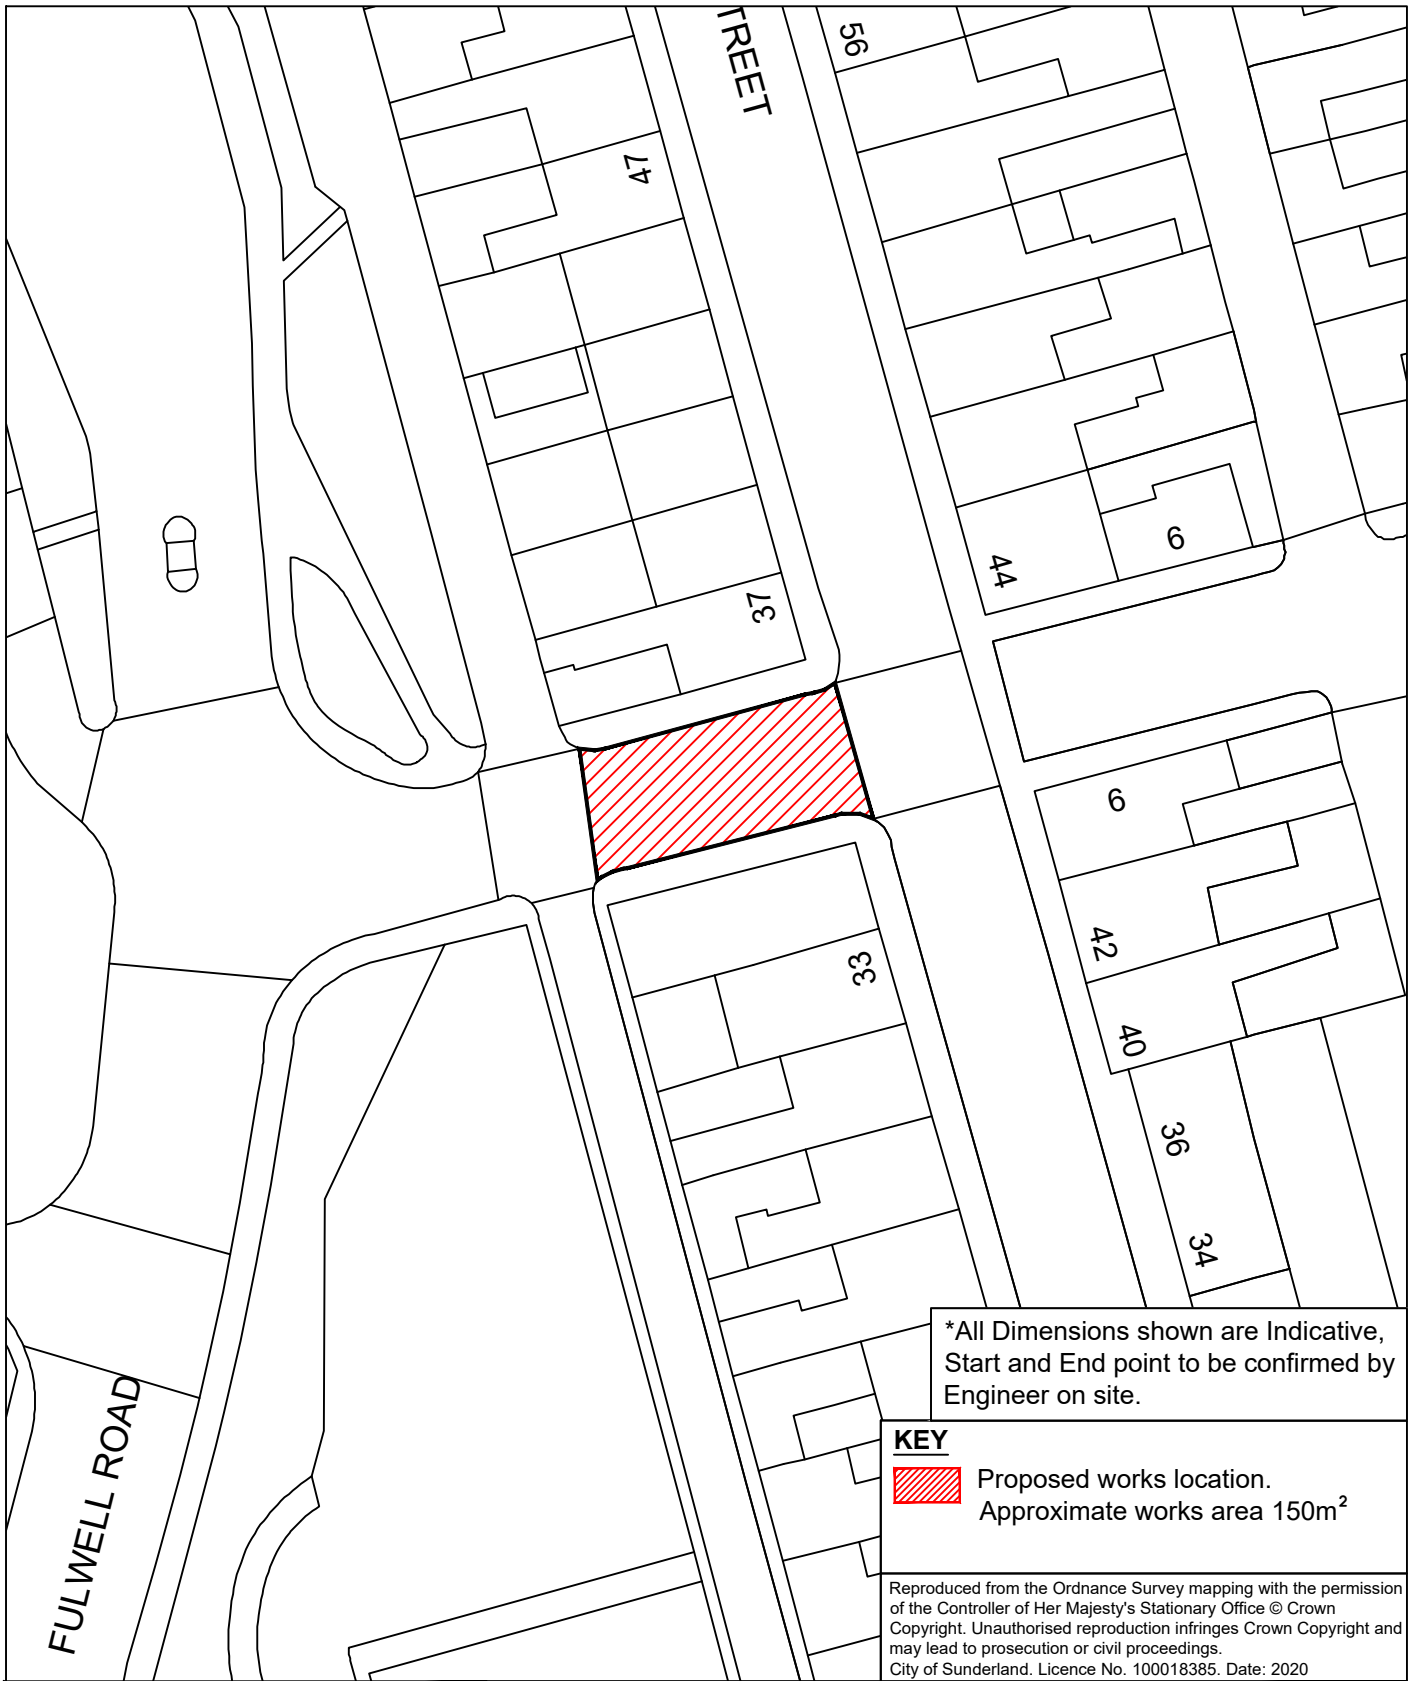 TREET
56
47
44
6
37
6
42
33
40
36
34
FULWELL ROAD
*All Dimensions shown are Indicative,
Start and End point to be confirmed by
Engineer on site.
KEY
Proposed works location.
Approximate works area 150m²
Reproduced from the Ordnance Survey mapping with the permission
of the Controller of Her Majesty's Stationary Office © Crown
Copyright. Unauthorised reproduction infringes Crown Copyright and
may lead to prosecution or civil proceedings.
City of Sunderland. Licence No. 100018385. Date: 2020